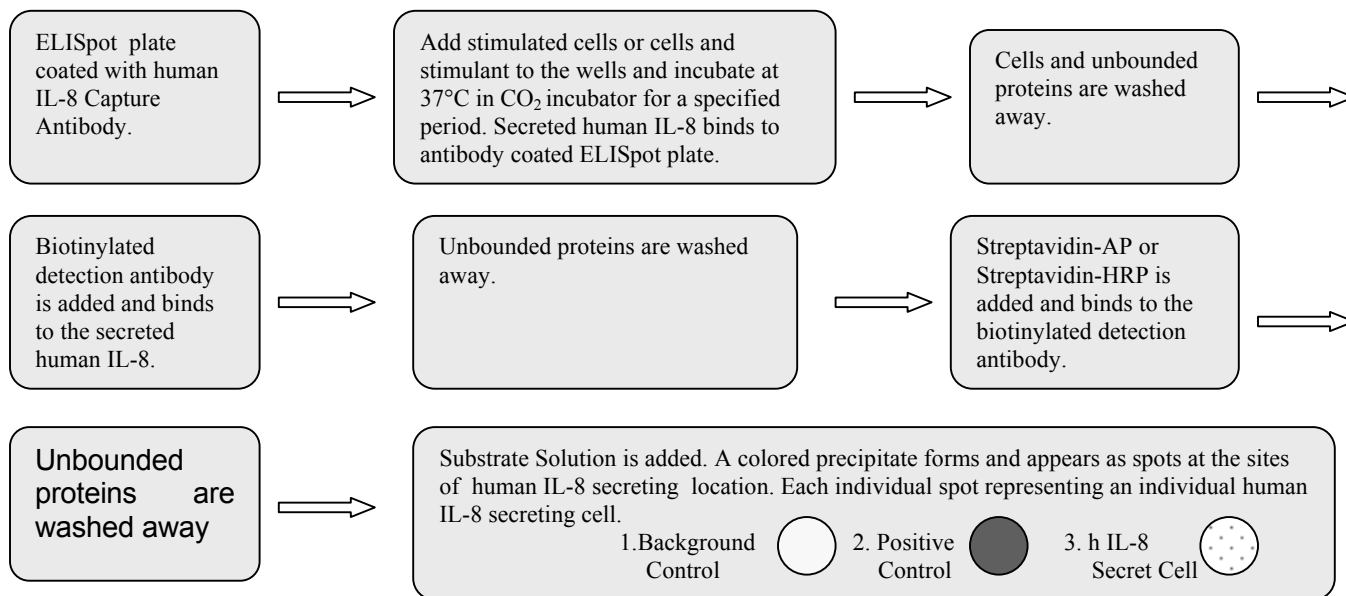 ELISpot plate
coated with human
IL-8 Capture
Antibody.
Add stimulated cells or cells and
stimulant to the wells and incubate at
37°C in CO2 incubator for a specified
period. Secreted human IL-8 binds to
antibody coated ELISpot plate.
Cells and unbounded
proteins are washed
away.
Biotinylated
detection antibody
is added and binds
to the secreted
human IL-8.
Unbounded proteins are washed
away.
Streptavidin-AP or
Streptavidin-HRP is
added and binds to the
biotinylated detection
antibody.
Unbounded
proteins are
washed away
Substrate Solution is added. A colored precipitate forms and appears as spots at the sites
of human IL-8 secreting location. Each individual spot representing an individual human
IL-8 secreting cell.
1.Background
Control
2. Positive
Control
3. h IL-8
Secret Cell